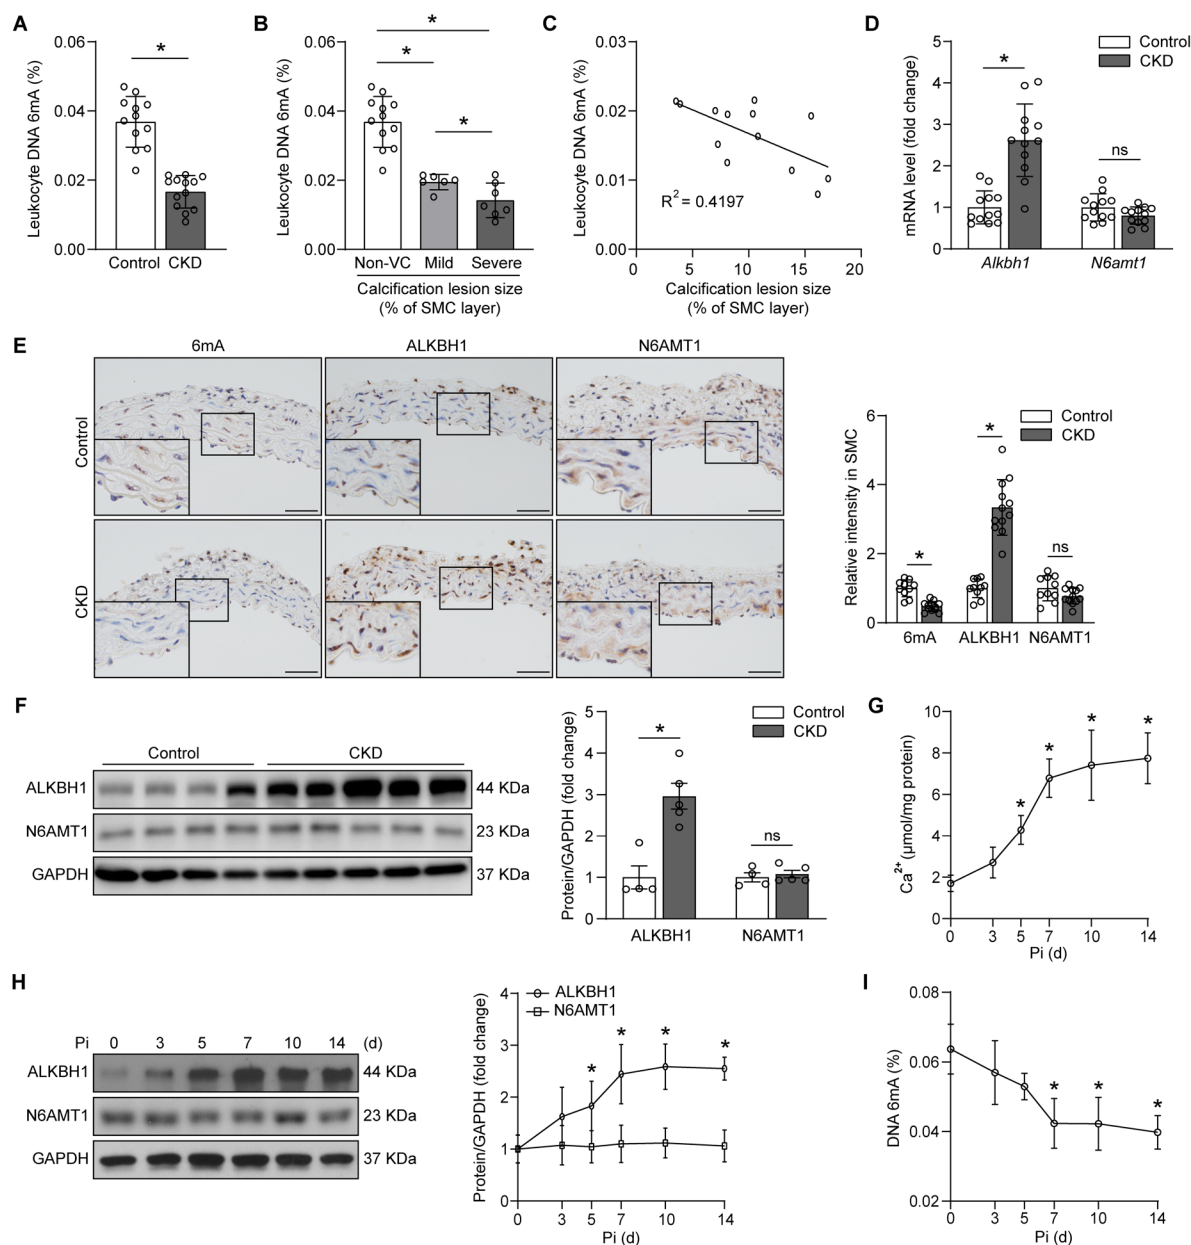 A
Leukocyte DNA 6mA (%)
0.06
0.04
0.02
0.00
*
Control CKD
B
Leukocyte DNA 6mA (%)
0.06
0.04
0.02
0.00
*
*
*
Non-VC Mild Severe
Calcification lesion size
(% of SMC layer)
C
Leukocyte DNA 6mA (%)
0.03
0.02
0.01
0.00
R² = 0.4197
0 5 10 15 20
Calcification lesion size
(% of SMC layer)
D
mRNA level (fold change)
5
4
3
2
1
0
*
ns
Control
CKD
Alkbh1 N6amt1
E
6mA ALKBH1 N6AMT1
Control
CKD
Relative intensity in SMC
6
4
2
0
Control
CKD
*
*
ns
6mA ALKBH1 N6AMT1
F
Control CKD
ALKBH1 44 KDa
N6AMT1 23 KDa
GAPDH 37 KDa
Protein/GAPDH (fold change)
5
4
3
2
1
0
Control
CKD
*
ns
ALKBH1 N6AMT1
G
Ca²⁺ (μmol/mg protein)
10
8
6
4
2
0
* * * *
0 3 5 7 10 14
Pi (d)
H
Pi 0 3 5 7 10 14 (d)
ALKBH1 44 KDa
N6AMT1 23 KDa
GAPDH 37 KDa
Protein/GAPDH (fold change)
4
3
2
1
0
ALKBH1
N6AMT1
* * * *
0 3 5 7 10 14
Pi (d)
I
DNA 6mA (%)
0.08
0.06
0.04
0.02
* * *
0 3 5 7 10 14
Pi (d)